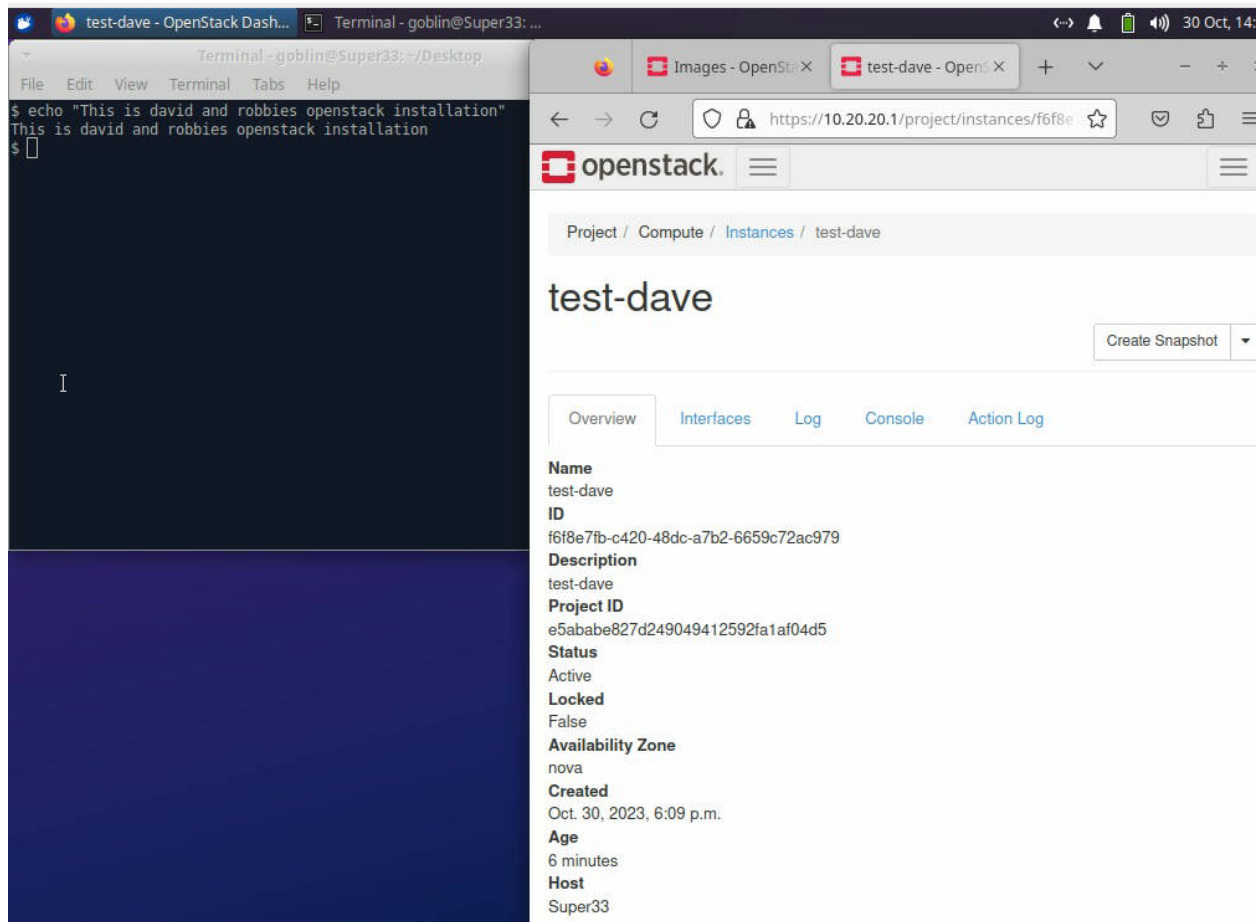 test-dave - OpenStack Dash...
Terminal - goblin@Super33: ...
30 Oct, 14:
Terminal - goblin@Super33: ~/Desktop
File Edit View Terminal Tabs Help
$ echo "This is david and robbies openstack installation"
This is david and robbies openstack installation
$
Images - OpenSta
test-dave - OpenS
https://10.20.20.1/project/instances/f6f8e
openstack.
Project / Compute / Instances / test-dave
test-dave
Create Snapshot
Overview Interfaces Log Console Action Log
Name
test-dave
ID
f6f8e7fb-c420-48dc-a7b2-6659c72ac979
Description
test-dave
Project ID
e5ababe827d249049412592fa1af04d5
Status
Active
Locked
False
Availability Zone
nova
Created
Oct. 30, 2023, 6:09 p.m.
Age
6 minutes
Host
Super33